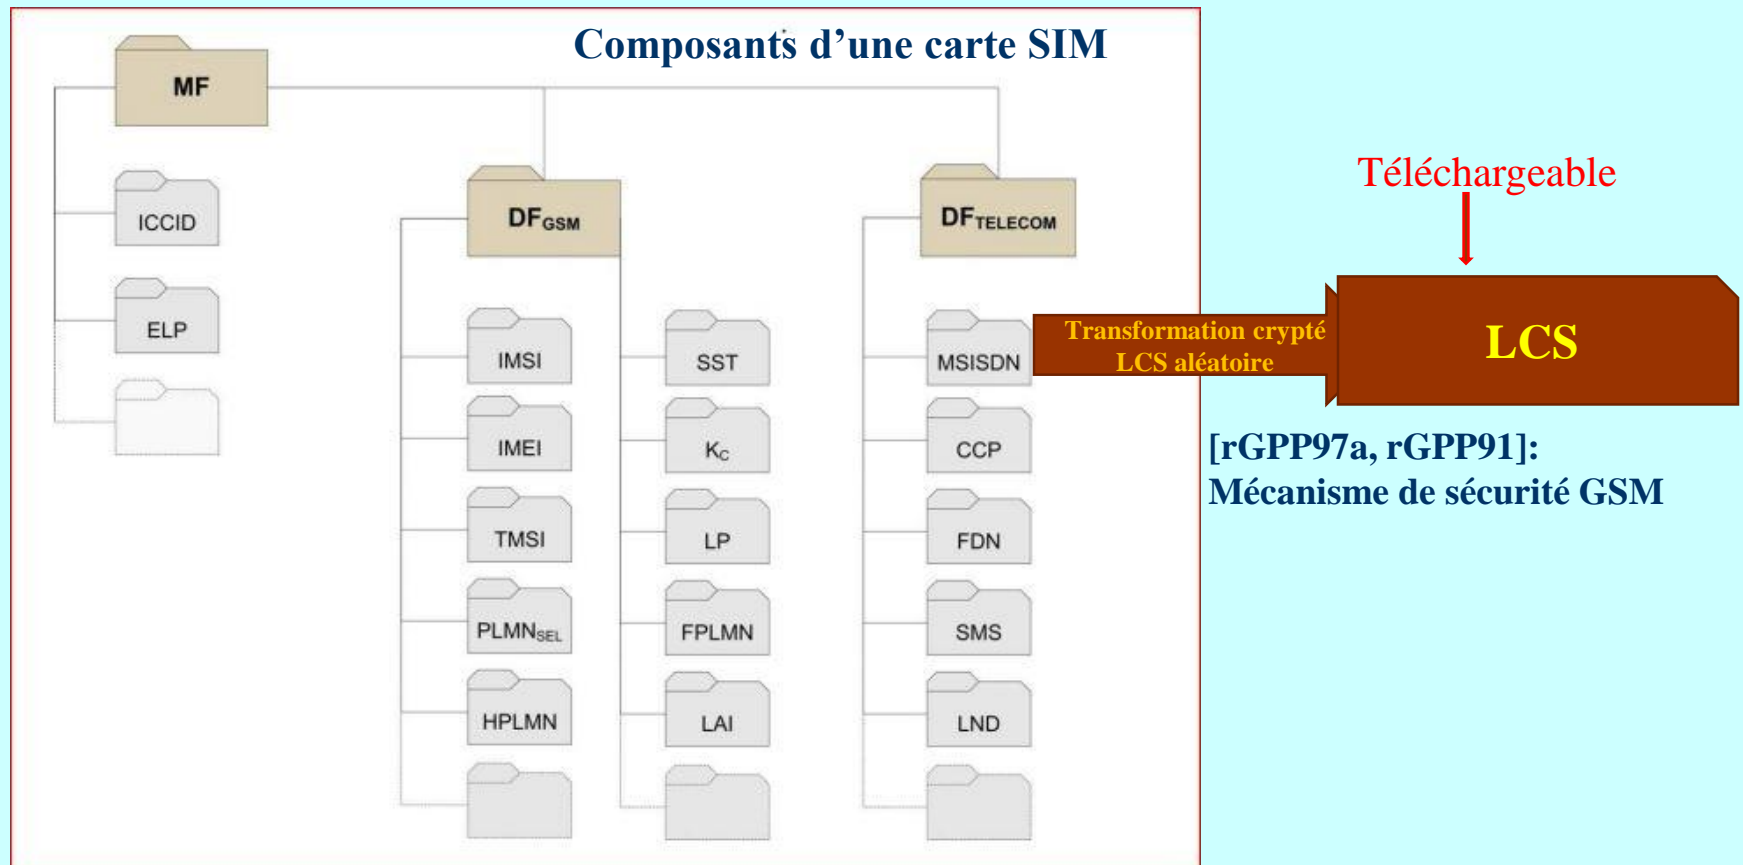 Composants d’une carte SIM
MF
ICCID
ELP
DFGSM
IMSI
IMEI
TMSI
PLMNSEL
HPLMN
SST
KC
LP
FPLMN
LAI
DFTELECOM
MSISDN
CCP
FDN
SMS
LND
Transformation crypté
LCS aléatoire
Téléchargeable
LCS
[rGPP97a, rGPP91]:
Mécanisme de sécurité GSM